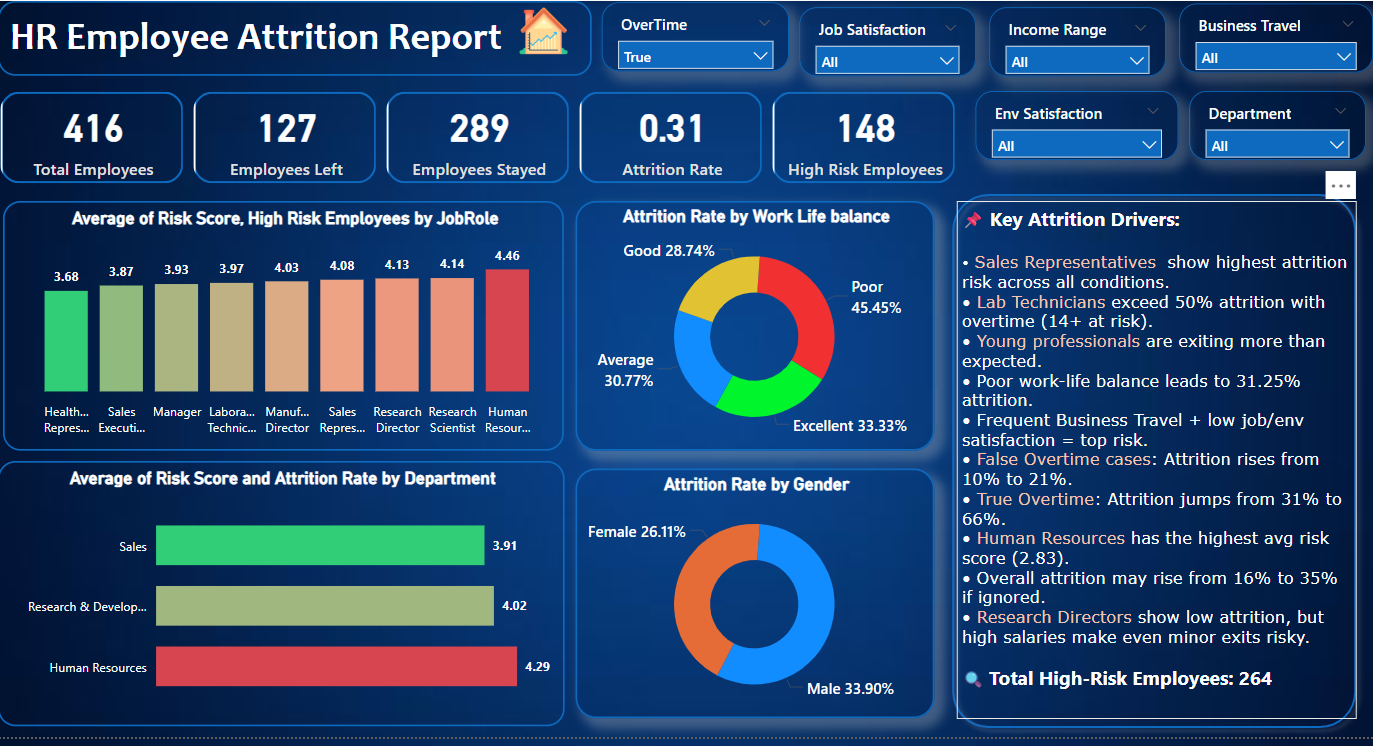 HR Employee Attrition Report
OverTime
True
Job Satisfaction
All
Income Range
All
Business Travel
All
416
Total Employees
127
Employees Left
289
Employees Stayed
0.31
Attrition Rate
148
High Risk Employees
Env Satisfaction
All
Department
All
...
Average of Risk Score, High Risk Employees by JobRole
3.68
3.87
3.93
3.97
4.03
4.08
4.13
4.14
4.46
Health...
Repres...
Sales
Executi...
Manager
Labora...
Technic...
Manuf...
Director
Sales
Repres...
Research
Director
Research
Scientist
Human
Resour...
Attrition Rate by Work Life balance
Good 28.74%
Poor
45.45%
Average
30.77%
Excellent 33.33%
Average of Risk Score and Attrition Rate by Department
Sales
3.91
Research & Develop...
4.02
Human Resources
4.29
Attrition Rate by Gender
Female 26.11%
Male 33.90%
📌 Key Attrition Drivers:
• Sales Representatives show highest attrition
risk across all conditions.
• Lab Technicians exceed 50% attrition with
overtime (14+ at risk).
• Young professionals are exiting more than
expected.
• Poor work-life balance leads to 31.25%
attrition.
• Frequent Business Travel + low job/env
satisfaction = top risk.
• False Overtime cases: Attrition rises from
10% to 21%.
• True Overtime: Attrition jumps from 31% to
66%.
• Human Resources has the highest avg risk
score (2.83).
• Overall attrition may rise from 16% to 35%
if ignored.
• Research Directors show low attrition, but
high salaries make even minor exits risky.
🔍 Total High-Risk Employees: 264